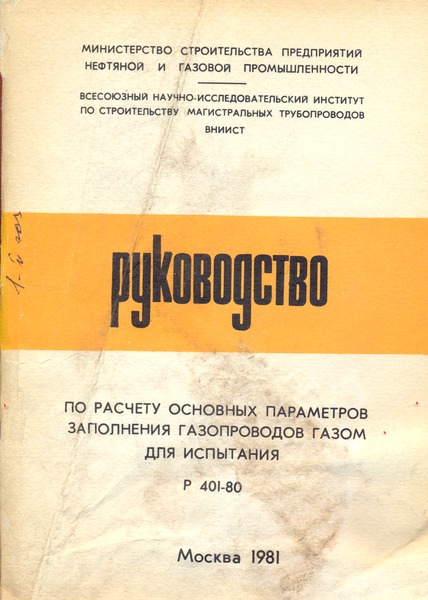 МИНИСТЕРСТВО СТРОИТЕЛЬСТВА ПРЕДПРИЯТИЙ
НЕФТЯНОЙ И ГАЗОВОЙ ПРОМЫШЛЕННОСТИ
ВСЕСОЮЗНЫЙ НАУЧНО-ИССЛЕДОВАТЕЛЬСКИЙ ИНСТИТУТ
ПО СТРОИТЕЛЬСТВУ МАГИСТРАЛЬНЫХ ТРУБОПРОВОДОВ
ВНИИСТ
РУКОВОДСТВО
ПО РАСЧЕТУ ОСНОВНЫХ ПАРАМЕТРОВ
ЗАПОЛНЕНИЯ ГАЗОПРОВОДОВ ГАЗОМ
ДЛЯ ИСПЫТАНИЯ
Р 401-80
Москва 1981